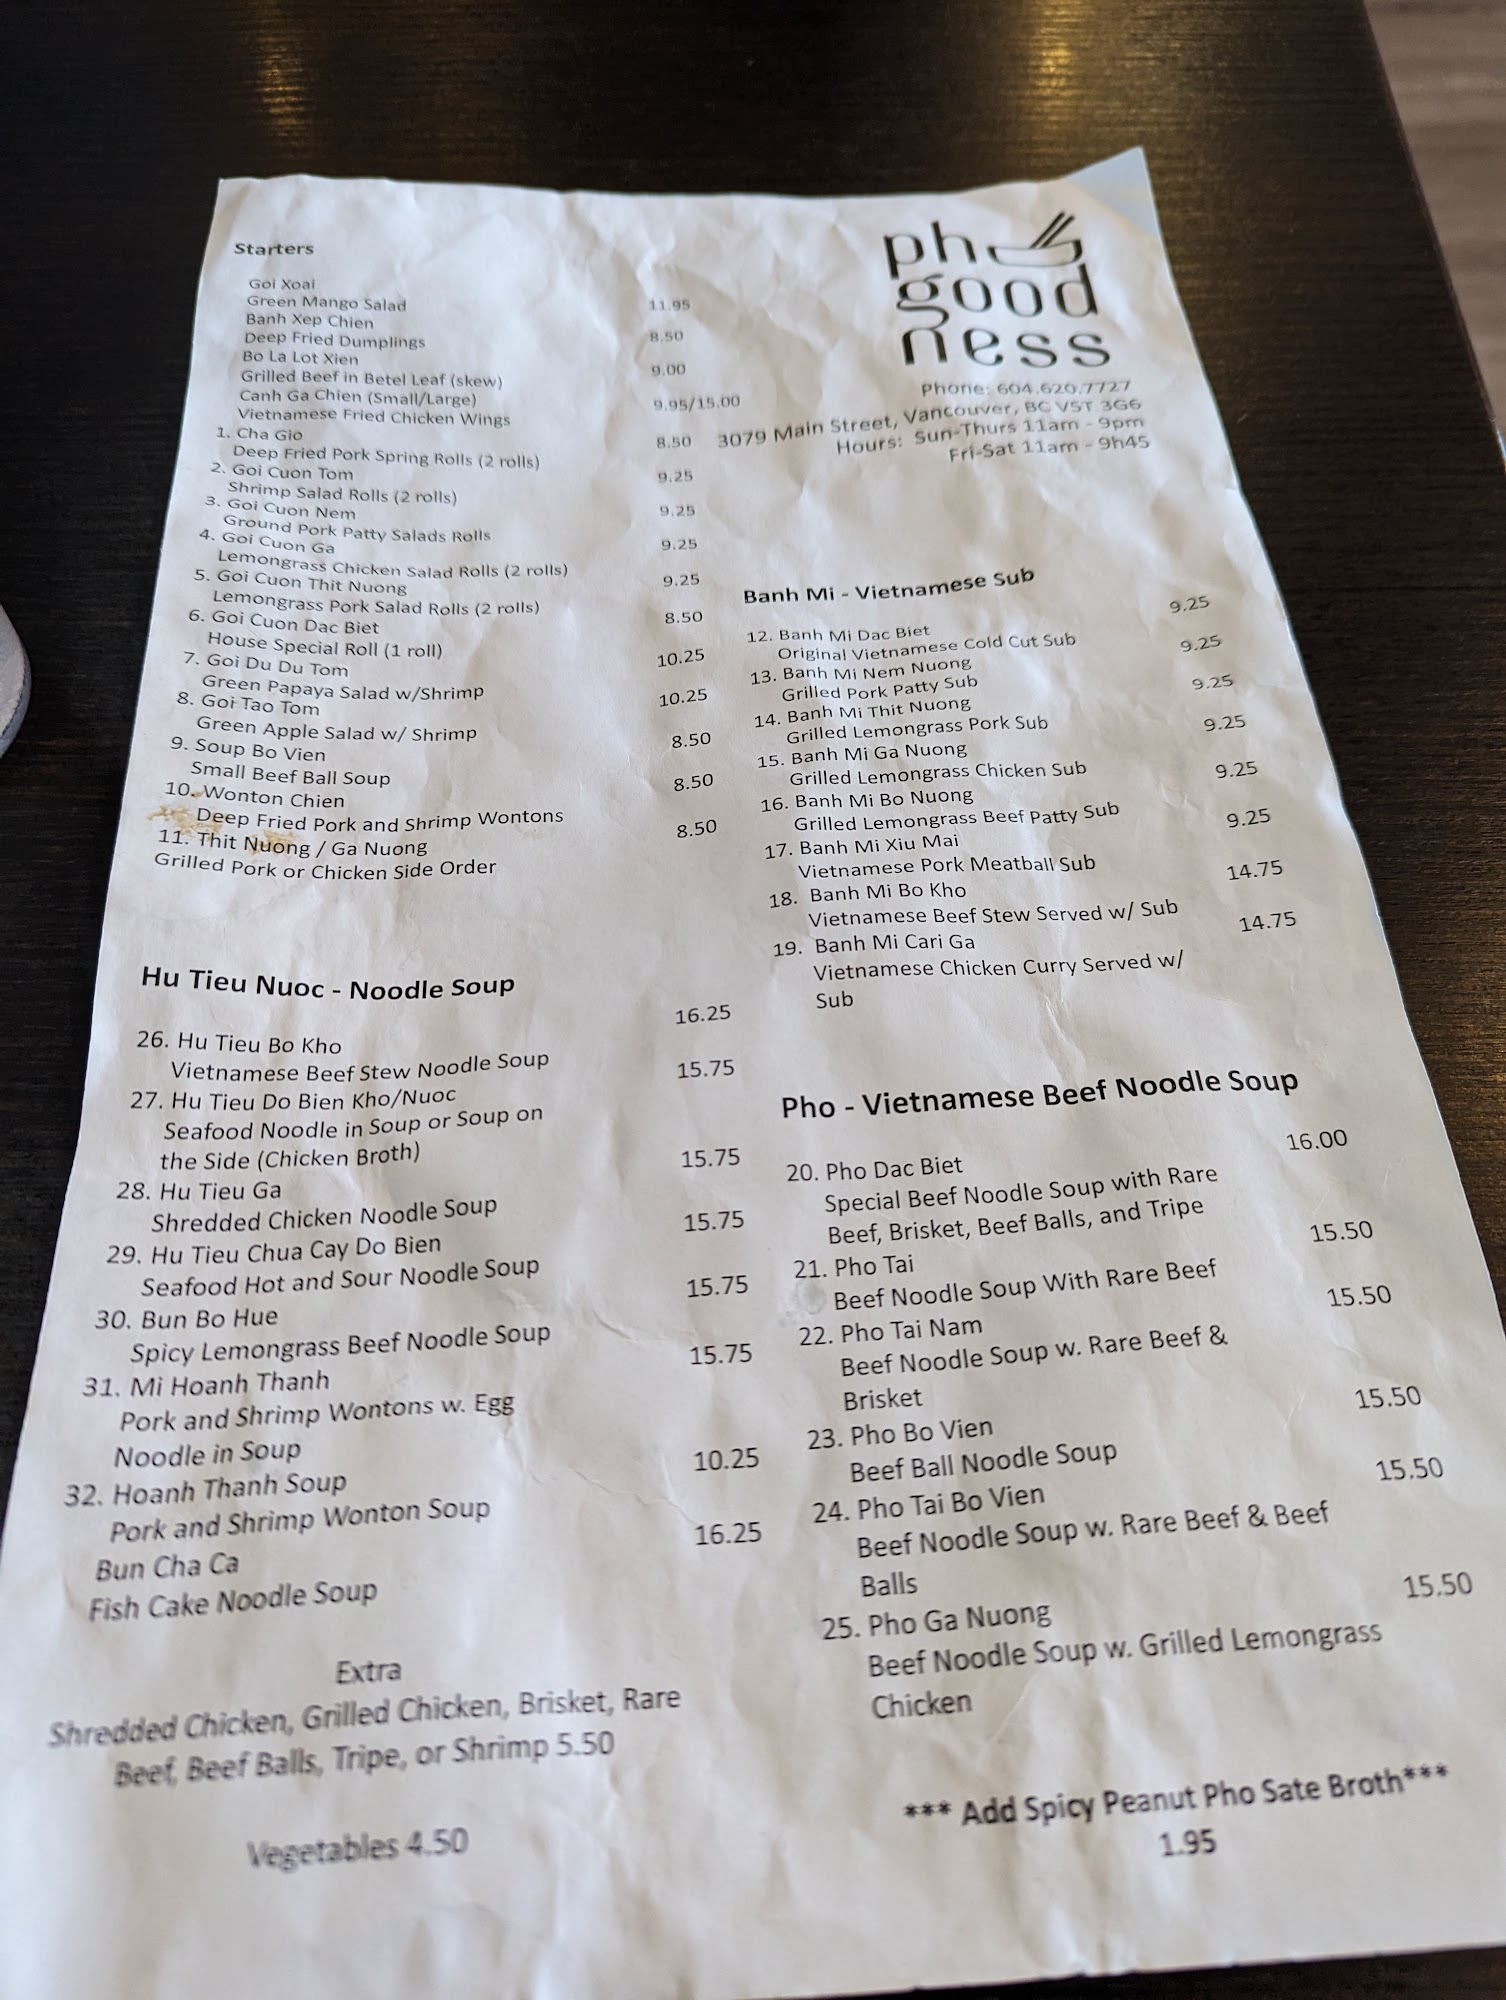 Starters
Goi Xoai
Green Mango Salad 11.95
Banh Xep Chien
Deep Fried Dumplings 8.50
Bo La Lot Xien
Grilled Beef in Betel Leaf (skew) 9.00
Canh Ga Chien (Small/Large)
Vietnamese Fried Chicken Wings 9.95/15.00
1. Cha Gio 8.50
Deep Fried Pork Spring Rolls (2 rolls)
2. Goi Cuon Tom 9.25
Shrimp Salad Rolls (2 rolls)
3. Goi Cuon Nem 9.25
Ground Pork Patty Salads Rolls
4. Goi Cuon Ga 9.25
Lemongrass Chicken Salad Rolls (2 rolls)
5. Goi Cuon Thit Nuong 9.25
Lemongrass Pork Salad Rolls (2 rolls)
6. Goi Cuon Dac Biet 8.50
House Special Roll (1 roll)
7. Goi Du Du Tom 10.25
Green Papaya Salad w/Shrimp
8. Goi Tao Tom 10.25
Green Apple Salad w/ Shrimp
9. Soup Bo Vien 8.50
Small Beef Ball Soup
10. Wonton Chien 8.50
Deep Fried Pork and Shrimp Wontons
11. Thit Nuong / Ga Nuong 8.50
Grilled Pork or Chicken Side Order
Hu Tieu Nuoc - Noodle Soup
26. Hu Tieu Bo Kho 16.25
Vietnamese Beef Stew Noodle Soup
27. Hu Tieu Do Bien Kho/Nuoc 15.75
Seafood Noodle in Soup or Soup on
the Side (Chicken Broth)
28. Hu Tieu Ga 15.75
Shredded Chicken Noodle Soup
29. Hu Tieu Chua Cay Do Bien 15.75
Seafood Hot and Sour Noodle Soup
30. Bun Bo Hue 15.75
Spicy Lemongrass Beef Noodle Soup
31. Mi Hoanh Thanh 15.75
Pork and Shrimp Wontons w. Egg
Noodle in Soup
32. Hoanh Thanh Soup 10.25
Pork and Shrimp Wonton Soup
Bun Cha Ca 16.25
Fish Cake Noodle Soup
Extra
Shredded Chicken, Grilled Chicken, Brisket, Rare
Beef, Beef Balls, Tripe, or Shrimp 5.50
Vegetables 4.50
ph
good
ness
Phone: 604.620.7727
3079 Main Street, Vancouver, BC V5T 3G6
Hours: Sun-Thurs 11am - 9pm
Fri-Sat 11am - 9h45
Banh Mi - Vietnamese Sub
12. Banh Mi Dac Biet 9.25
Original Vietnamese Cold Cut Sub
13. Banh Mi Nem Nuong 9.25
Grilled Pork Patty Sub
14. Banh Mi Thit Nuong 9.25
Grilled Lemongrass Pork Sub
15. Banh Mi Ga Nuong 9.25
Grilled Lemongrass Chicken Sub
16. Banh Mi Bo Nuong 9.25
Grilled Lemongrass Beef Patty Sub
17. Banh Mi Xiu Mai 9.25
Vietnamese Pork Meatball Sub
18. Banh Mi Bo Kho 14.75
Vietnamese Beef Stew Served w/ Sub
19. Banh Mi Cari Ga 14.75
Vietnamese Chicken Curry Served w/
Sub
Pho - Vietnamese Beef Noodle Soup
20. Pho Dac Biet 16.00
Special Beef Noodle Soup with Rare
Beef, Brisket, Beef Balls, and Tripe
21. Pho Tai 15.50
Beef Noodle Soup With Rare Beef
22. Pho Tai Nam 15.50
Beef Noodle Soup w. Rare Beef &
Brisket
23. Pho Bo Vien 15.50
Beef Ball Noodle Soup
24. Pho Tai Bo Vien 15.50
Beef Noodle Soup w. Rare Beef & Beef
Balls
25. Pho Ga Nuong 15.50
Beef Noodle Soup w. Grilled Lemongrass
Chicken
*** Add Spicy Peanut Pho Sate Broth***
1.95